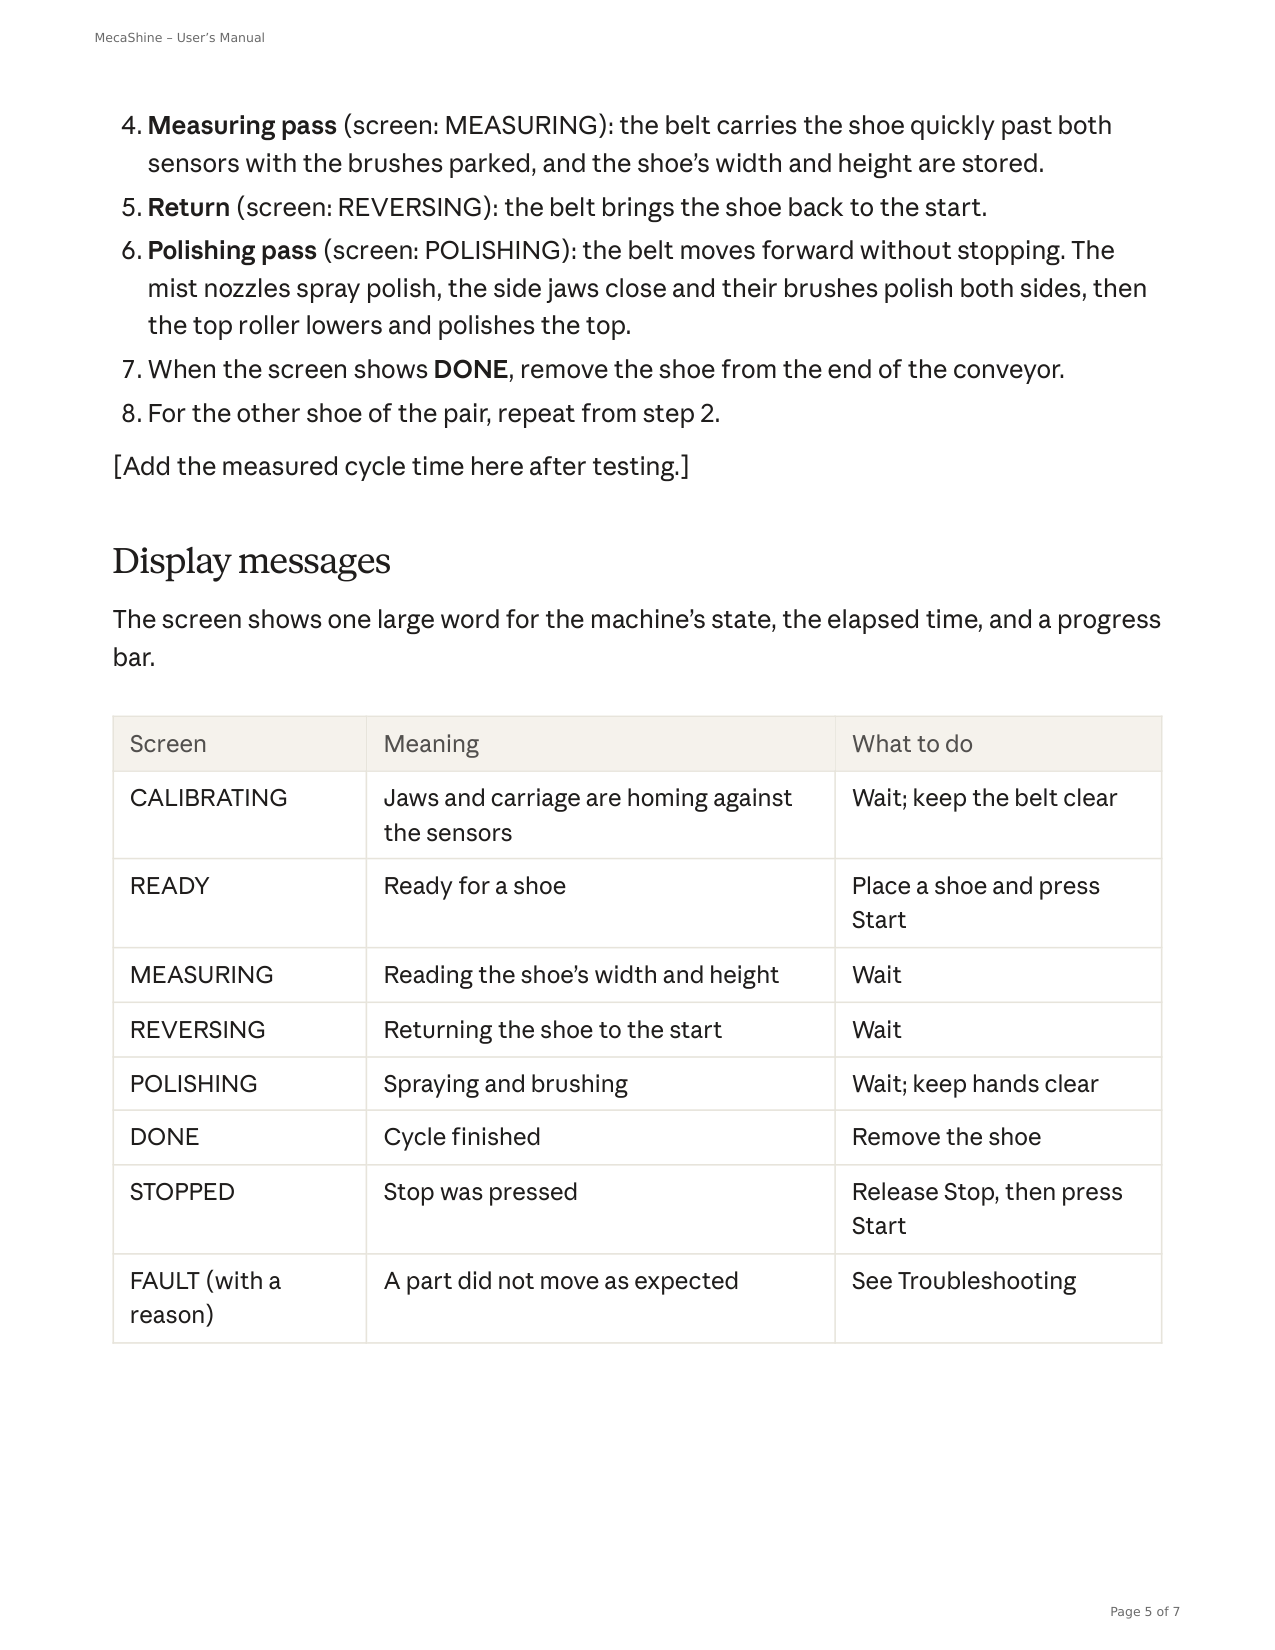 MecaShine – User’s Manual
4. Measuring pass (screen: MEASURING): the belt carries the shoe quickly past both
sensors with the brushes parked, and the shoe’s width and height are stored.
5. Return (screen: REVERSING): the belt brings the shoe back to the start.
6. Polishing pass (screen: POLISHING): the belt moves forward without stopping. The
mist nozzles spray polish, the side jaws close and their brushes polish both sides, then
the top roller lowers and polishes the top.
7. When the screen shows DONE, remove the shoe from the end of the conveyor.
8. For the other shoe of the pair, repeat from step 2.
[Add the measured cycle time here after testing.]
Display messages
The screen shows one large word for the machine’s state, the elapsed time, and a progress
bar.
Screen Meaning What to do
CALIBRATING Jaws and carriage are homing against Wait; keep the belt clear
the sensors
READY Ready for a shoe Place a shoe and press
Start
MEASURING Reading the shoe’s width and height Wait
REVERSING Returning the shoe to the start Wait
POLISHING Spraying and brushing Wait; keep hands clear
DONE Cycle finished Remove the shoe
STOPPED Stop was pressed Release Stop, then press
Start
FAULT (with a A part did not move as expected See Troubleshooting
reason)
Page 5 of 7